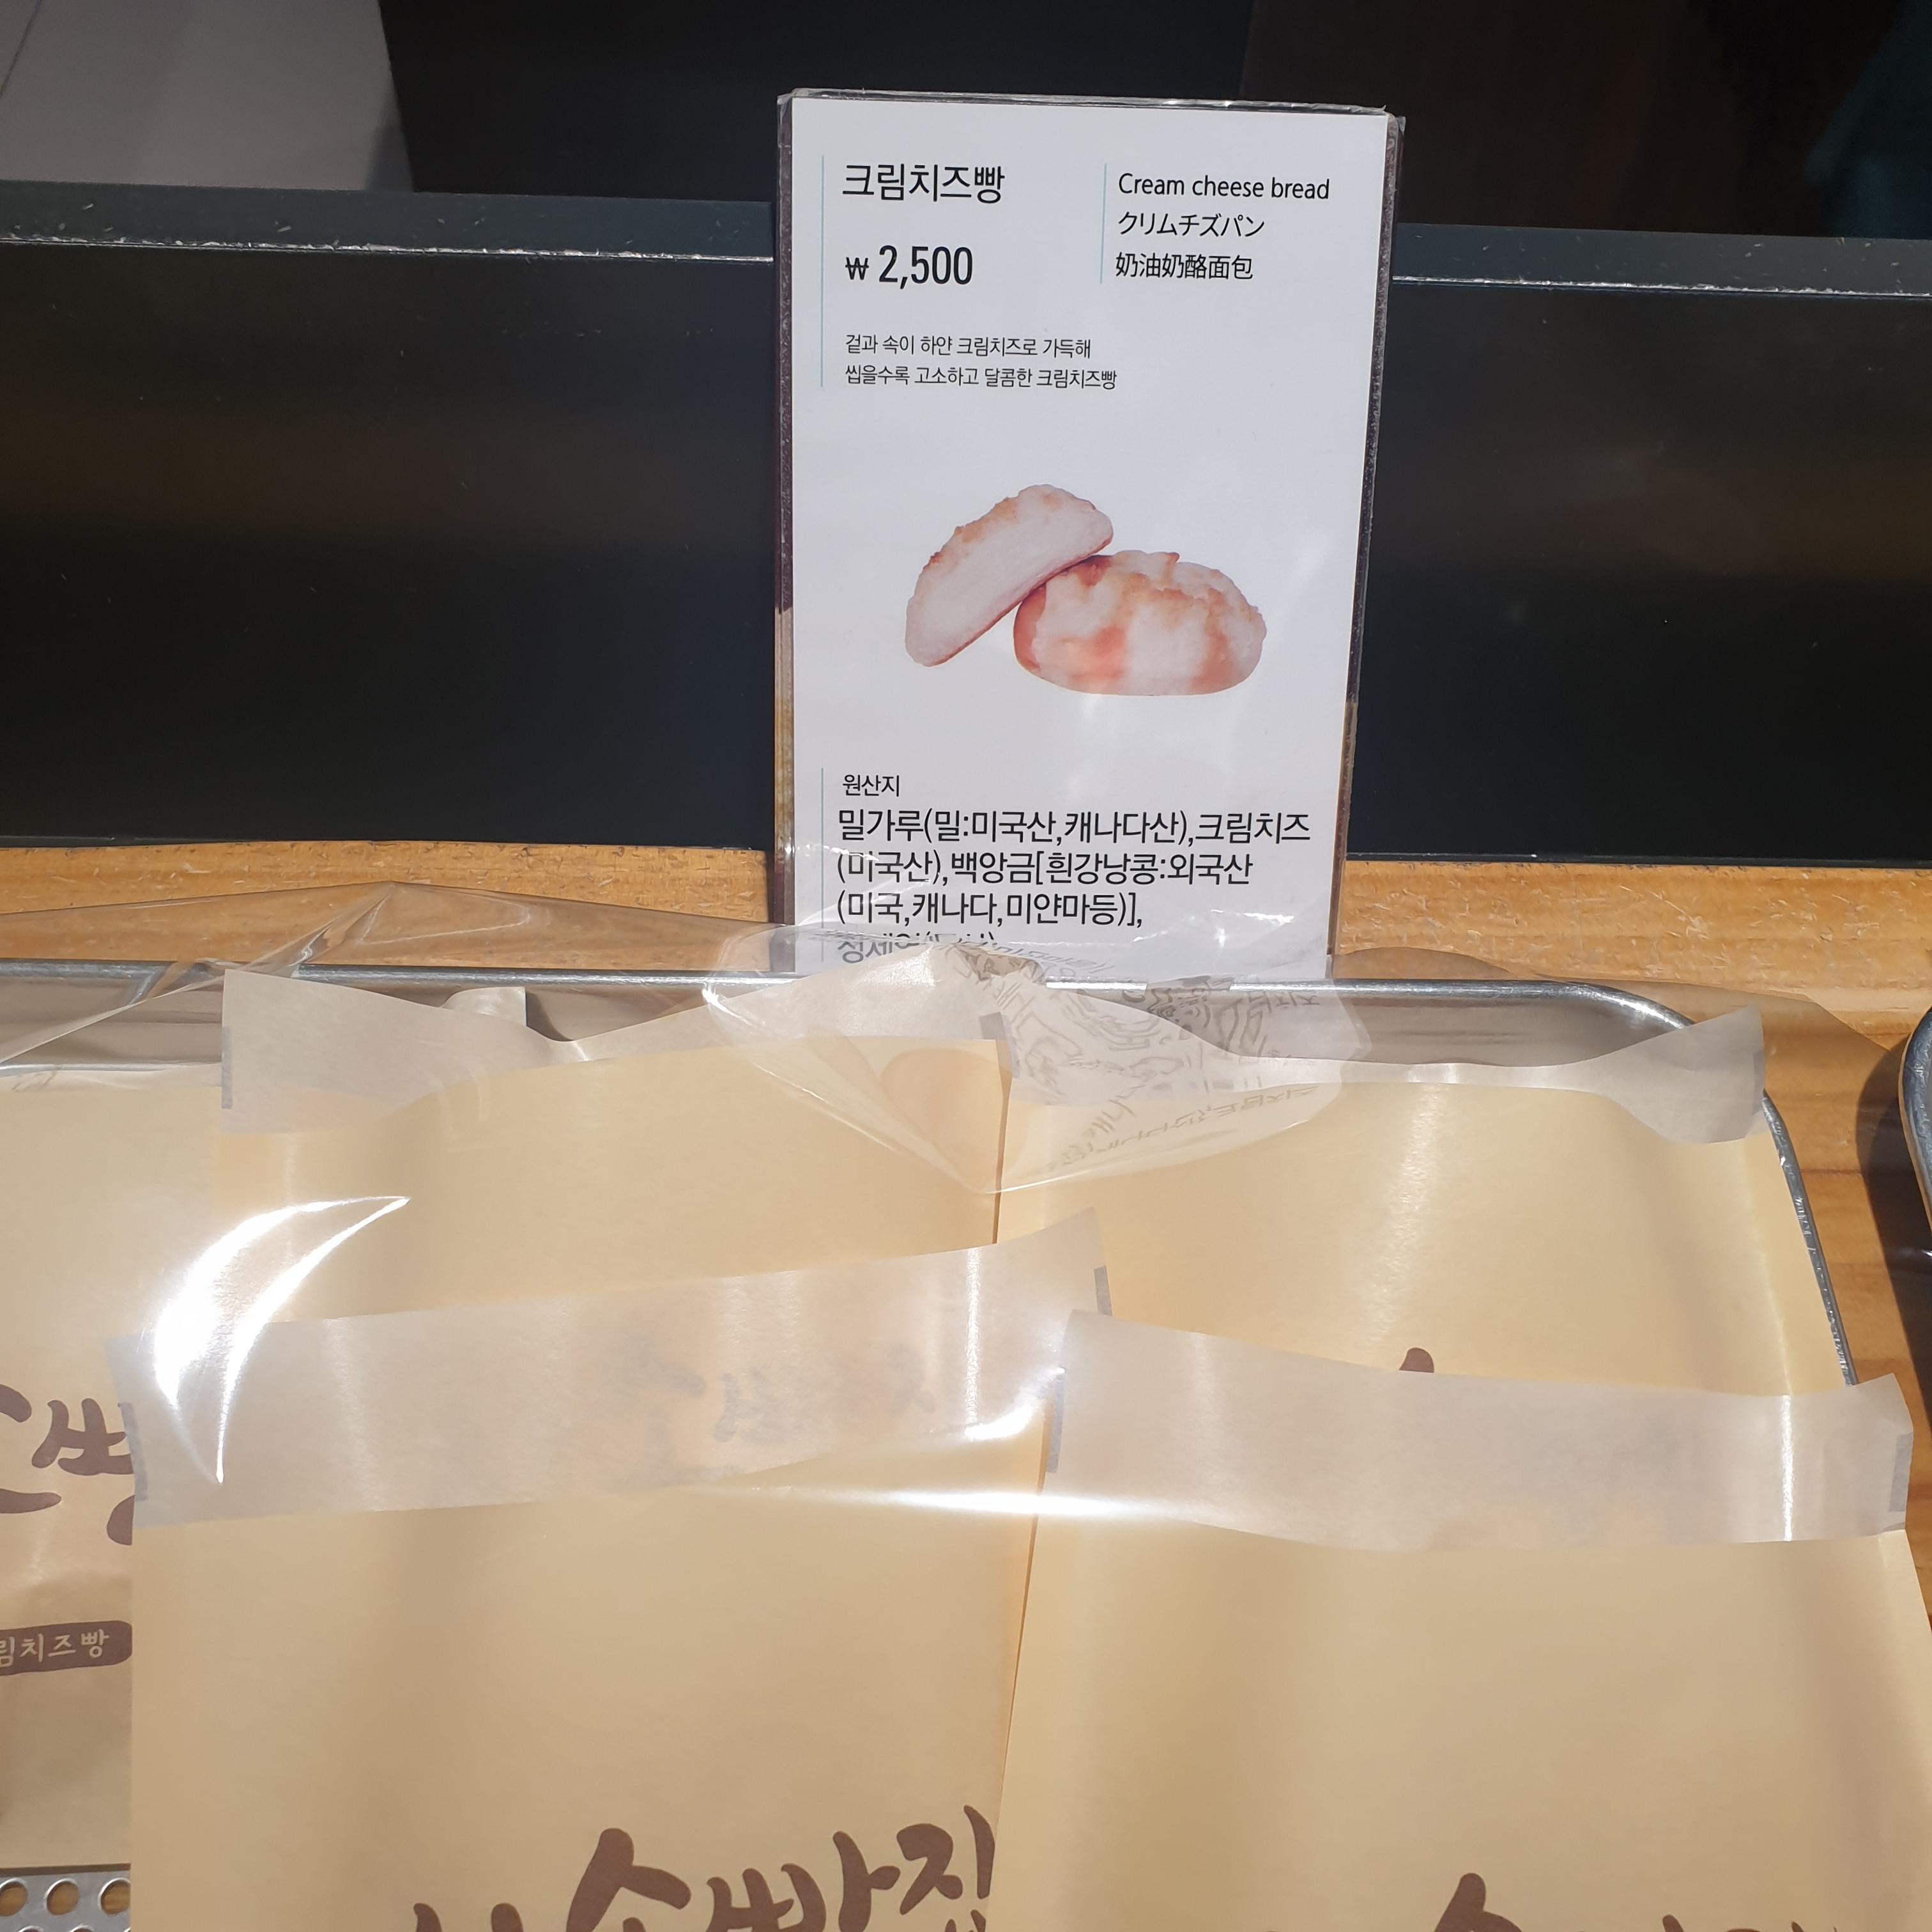 크림치즈빵
₩ 2,500
Cream cheese bread
クリムチズパン
奶油奶酪面包
겉과 속이 하얀 크림치즈로 가득해
씹을수록 고소하고 달콤한 크림치즈빵
원산지
밀가루(밀:미국산,캐나다산),크림치즈
(미국산),백앙금[흰강낭콩:외국산
(미국,캐나다,미얀마등)],
림치즈빵
소빵집